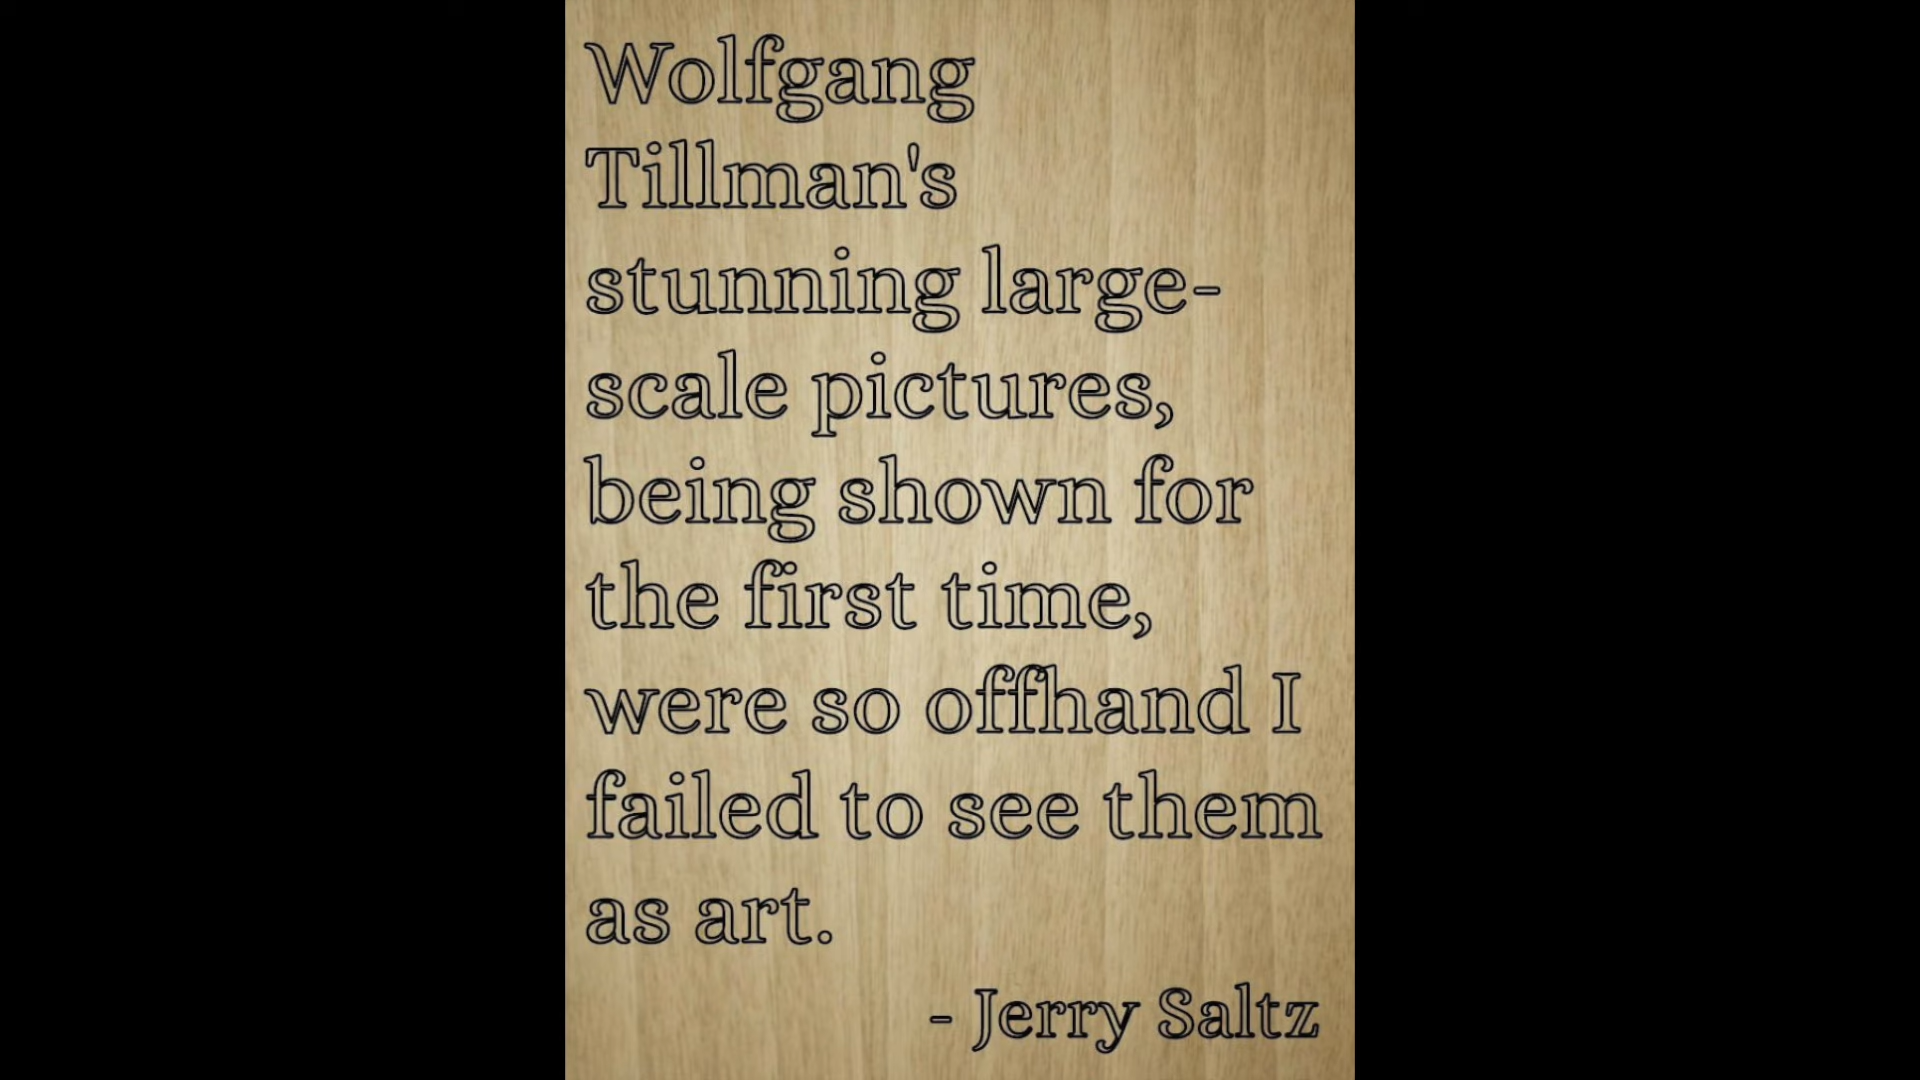 Wolfgang
Tillman's
stunning large-
scale pictures,
being shown for
the first time,
were so offhand I
failed to see them
as art.
- Jerry Saltz